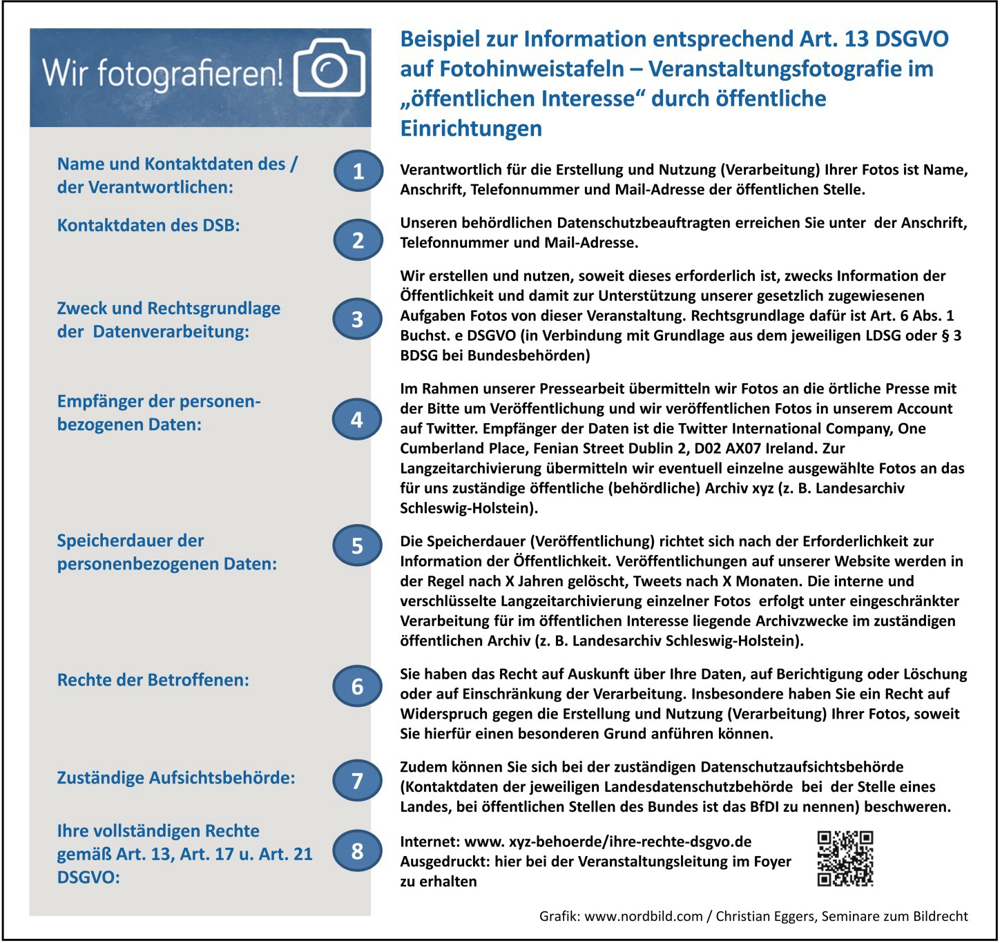 Wir fotografieren!
Beispiel zur Information entsprechend Art. 13 DSGVO
auf Fotohinweistafeln – Veranstaltungsfotografie im
„öffentlichen Interesse“ durch öffentliche
Einrichtungen
Name und Kontaktdaten des /
der Verantwortlichen:
1
Verantwortlich für die Erstellung und Nutzung (Verarbeitung) Ihrer Fotos ist Name,
Anschrift, Telefonnummer und Mail-Adresse der öffentlichen Stelle.
Kontaktdaten des DSB:
2
Unseren behördlichen Datenschutzbeauftragten erreichen Sie unter  der Anschrift,
Telefonnummer und Mail-Adresse.
Zweck und Rechtsgrundlage
der  Datenverarbeitung:
3
Wir erstellen und nutzen, soweit dieses erforderlich ist, zwecks Information der
Öffentlichkeit und damit zur Unterstützung unserer gesetzlich zugewiesenen
Aufgaben Fotos von dieser Veranstaltung. Rechtsgrundlage dafür ist Art. 6 Abs. 1
Buchst. e DSGVO (in Verbindung mit Grundlage aus dem jeweiligen LDSG oder § 3
BDSG bei Bundesbehörden)
Empfänger der personen-
bezogenen Daten:
4
Im Rahmen unserer Pressearbeit übermitteln wir Fotos an die örtliche Presse mit
der Bitte um Veröffentlichung und wir veröffentlichen Fotos in unserem Account
auf Twitter. Empfänger der Daten ist die Twitter International Company, One
Cumberland Place, Fenian Street Dublin 2, D02 AX07 Ireland. Zur
Langzeitarchivierung übermitteln wir eventuell einzelne ausgewählte Fotos an das
für uns zuständige öffentliche (behördliche) Archiv xyz (z. B. Landesarchiv
Schleswig-Holstein).
Speicherdauer der
personenbezogenen Daten:
5
Die Speicherdauer (Veröffentlichung) richtet sich nach der Erforderlichkeit zur
Information der Öffentlichkeit. Veröffentlichungen auf unserer Website werden in
der Regel nach X Jahren gelöscht, Tweets nach X Monaten. Die interne und
verschlüsselte Langzeitarchivierung einzelner Fotos  erfolgt unter eingeschränkter
Verarbeitung für im öffentlichen Interesse liegende Archivzwecke im zuständigen
öffentlichen Archiv (z. B. Landesarchiv Schleswig-Holstein).
Rechte der Betroffenen:
6
Sie haben das Recht auf Auskunft über Ihre Daten, auf Berichtigung oder Löschung
oder auf Einschränkung der Verarbeitung. Insbesondere haben Sie ein Recht auf
Widerspruch gegen die Erstellung und Nutzung (Verarbeitung) Ihrer Fotos, soweit
Sie hierfür einen besonderen Grund anführen können.
Zuständige Aufsichtsbehörde:
7
Zudem können Sie sich bei der zuständigen Datenschutzaufsichtsbehörde
(Kontaktdaten der jeweiligen Landesdatenschutzbehörde  bei  der Stelle eines
Landes, bei öffentlichen Stellen des Bundes ist das BfDI zu nennen) beschweren.
Ihre vollständigen Rechte
gemäß Art. 13, Art. 17 u. Art. 21
DSGVO:
8
Internet: www. xyz-behoerde/ihre-rechte-dsgvo.de
Ausgedruckt: hier bei der Veranstaltungsleitung im Foyer
zu erhalten
Grafik: www.nordbild.com / Christian Eggers, Seminare zum Bildrecht